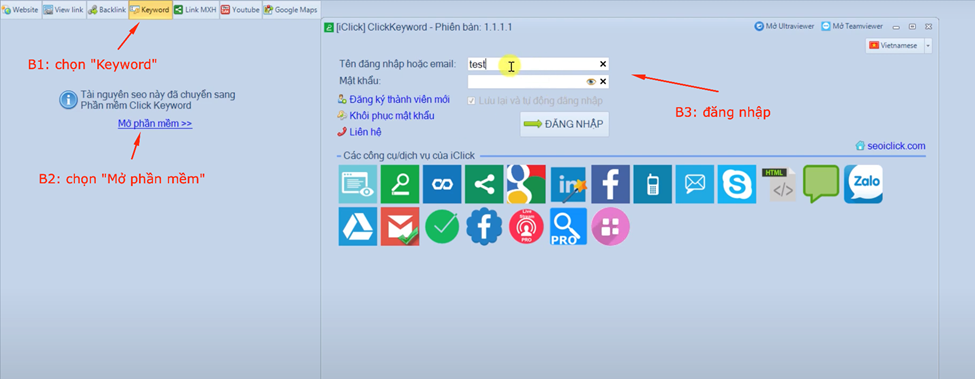 Website View link Backlink Keyword Link MXH Youtube Google Maps
[iClick] ClickKeyword - Phiên bản: 1.1.1.1
Mở Ultraviewer Mở Teamviewer
Vietnamese
B1: chọn "Keyword"
Tên đăng nhập hoặc email: test
Mật khẩu:
Tài nguyên seo này đã chuyển sang
Phần mềm Click Keyword
Đăng ký thành viên mới
Lưu lại và tự động đăng nhập
B3: đăng nhập
Khôi phục mật khẩu
Mở phần mềm >>
ĐĂNG NHẬP
Liên hệ
seoiclick.com
Các công cụ/dịch vụ của iClick
B2: chọn "Mở phần mềm"
in
HTML
Zalo
PRO
PRO